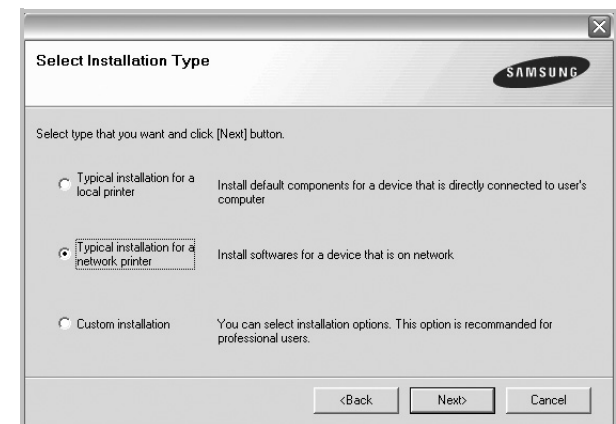 Select Installation Type
SAMSUNG
Select type that you want and click [Next] button.
Typical installation for a
local printer
Install default components for a device that is directly connected to user's
computer
Typical installation for a
network printer
Install softwares for a device that is on network
Custom installation
You can select installation options. This option is recommanded for
professional users.
<Back
Next>
Cancel